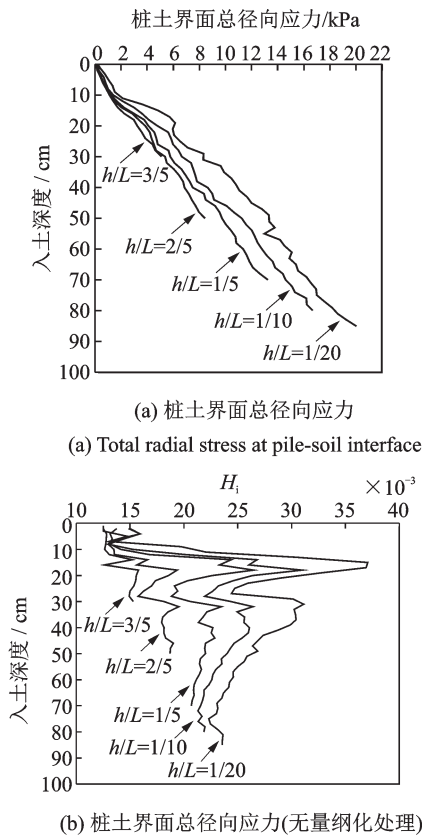 桩土界面总径向应力/kPa
0 2 4 6 8 10 12 14 16 18 20 22
入土深度 / cm
0
10
20
30
40
50
60
70
80
90
100
h/L=3/5
h/L=2/5
h/L=1/5
h/L=1/10
h/L=1/20
(a) 桩土界面总径向应力
(a) Total radial stress at pile-soil interface
Hi
×10-3
10 15 20 25 30 35 40
入土深度 / cm
0
10
20
30
40
50
60
70
80
90
100
h/L=3/5
h/L=2/5
h/L=1/5
h/L=1/10
h/L=1/20
(b) 桩土界面总径向应力(无量纲化处理)